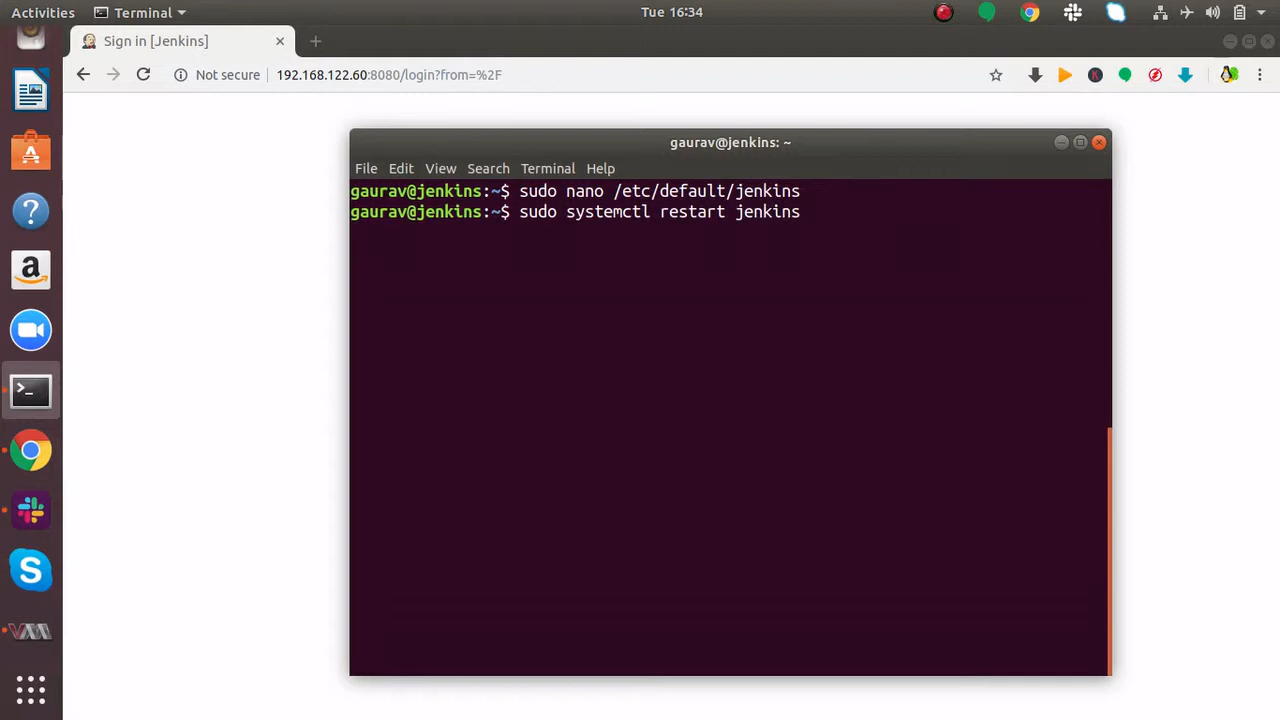 Activities Terminal Tue 16:34
Sign in [Jenkins]
Not secure 192.168.122.60:8080/login?from=%2F
gaurav@jenkins: ~
File Edit View Search Terminal Help
gaurav@jenkins:~$ sudo nano /etc/default/jenkins
gaurav@jenkins:~$ sudo systemctl restart jenkins